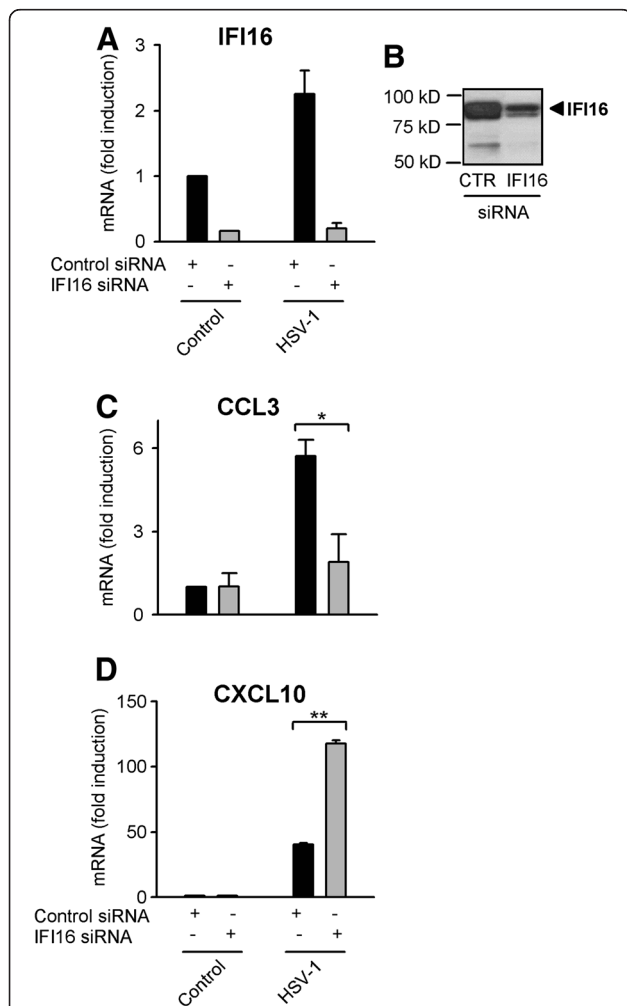 A
IFI16
mRNA (fold induction)
3
2
1
0
Control siRNA + - + -
IFI16 siRNA - + - +
Control HSV-1
B
100 kD
75 kD
50 kD
IFI16
CTR IFI16
siRNA
C
CCL3
mRNA (fold induction)
6
3
0
*
D
CXCL10
mRNA (fold induction)
150
100
50
0
**
Control siRNA + - + -
IFI16 siRNA - + - +
Control HSV-1